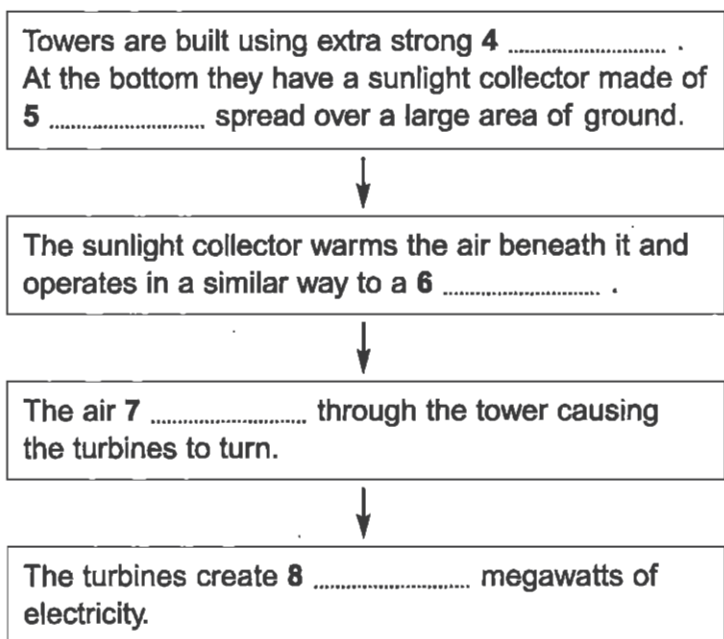 Towers are built using extra strong 4 ............................ .
At the bottom they have a sunlight collector made of
5 ............................ spread over a large area of ground.
The sunlight collector warms the air beneath it and
operates in a similar way to a 6 ............................ .
The air 7 ............................ through the tower causing
the turbines to turn.
The turbines create 8 ............................ megawatts of
electricity.